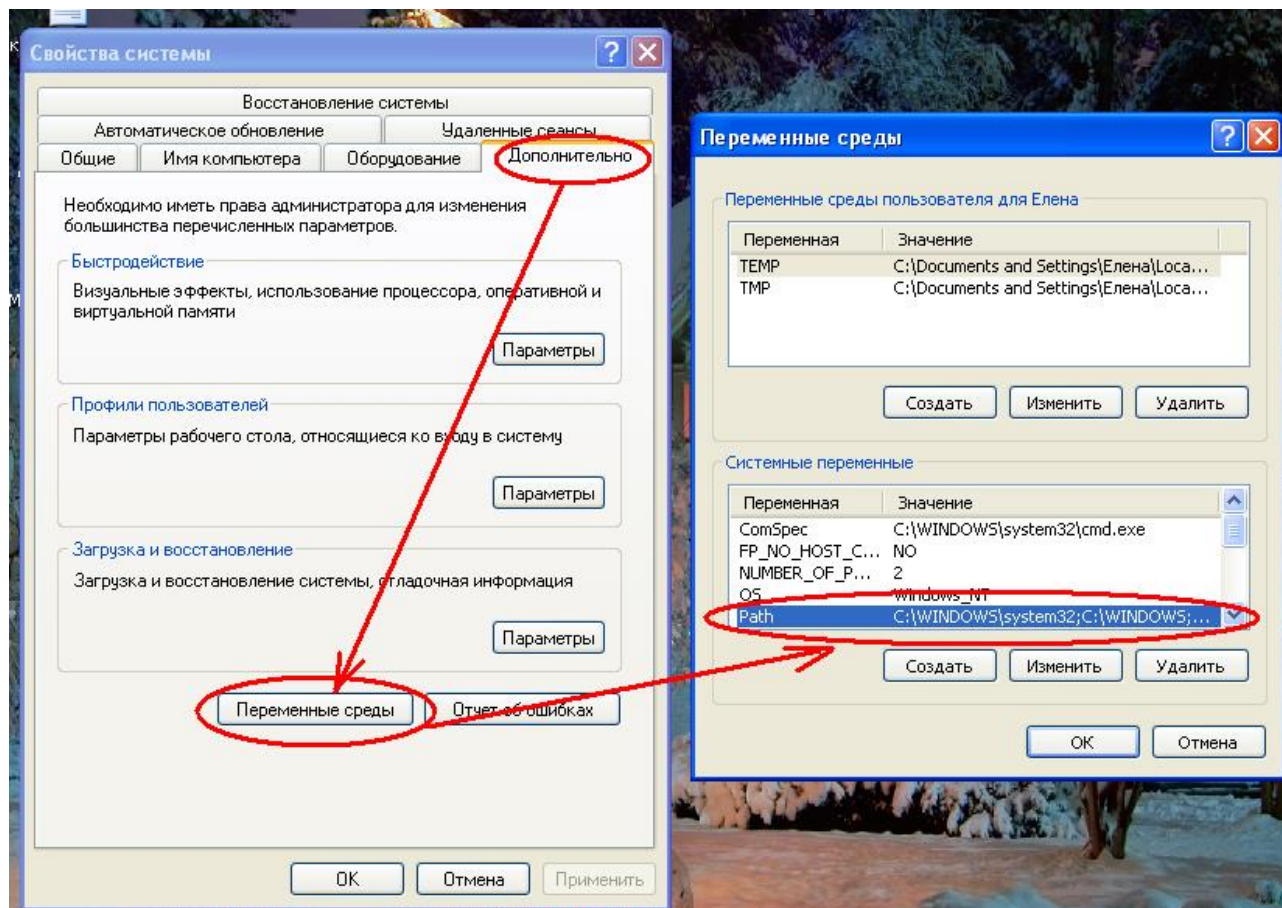 Свойства системы
Восстановление системы
Автоматическое обновление
Удаленные сеансы
Общие
Имя компьютера
Оборудование
Дополнительно
Необходимо иметь права администратора для изменения
большинства перечисленных параметров.
Быстродействие
Визуальные эффекты, использование процессора, оперативной и
виртуальной памяти
Параметры
Профили пользователей
Параметры рабочего стола, относящиеся ко входу в систему
Параметры
Загрузка и восстановление
Загрузка и восстановление системы, отладочная информация
Параметры
Переменные среды
Отчет об ошибках
OK
Отмена
Применить
Переменные среды
Переменные среды пользователя для Елена
Переменная Значение
TEMP C:\Documents and Settings\Елена\Loca...
TMP C:\Documents and Settings\Елена\Loca...
Создать
Изменить
Удалить
Системные переменные
Переменная Значение
ComSpec C:\WINDOWS\system32\cmd.exe
FP_NO_HOST_C... NO
NUMBER_OF_P... 2
OS Windows_NT
Path C:\WINDOWS\system32;C:\WINDOWS;...
Создать
Изменить
Удалить
OK
Отмена